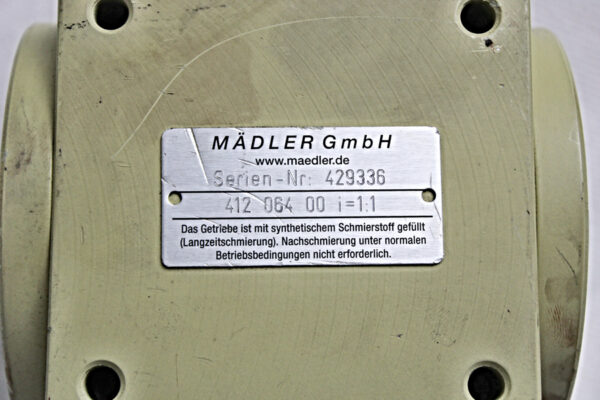 MÄDLER GmbH
www.maedler.de
Serien-Nr: 429336
412 064 00 i=1:1
Das Getriebe ist mit synthetischem Schmierstoff gefüllt
(Langzeitschmierung). Nachschmierung unter normalen
Betriebsbedingungen nicht erforderlich.